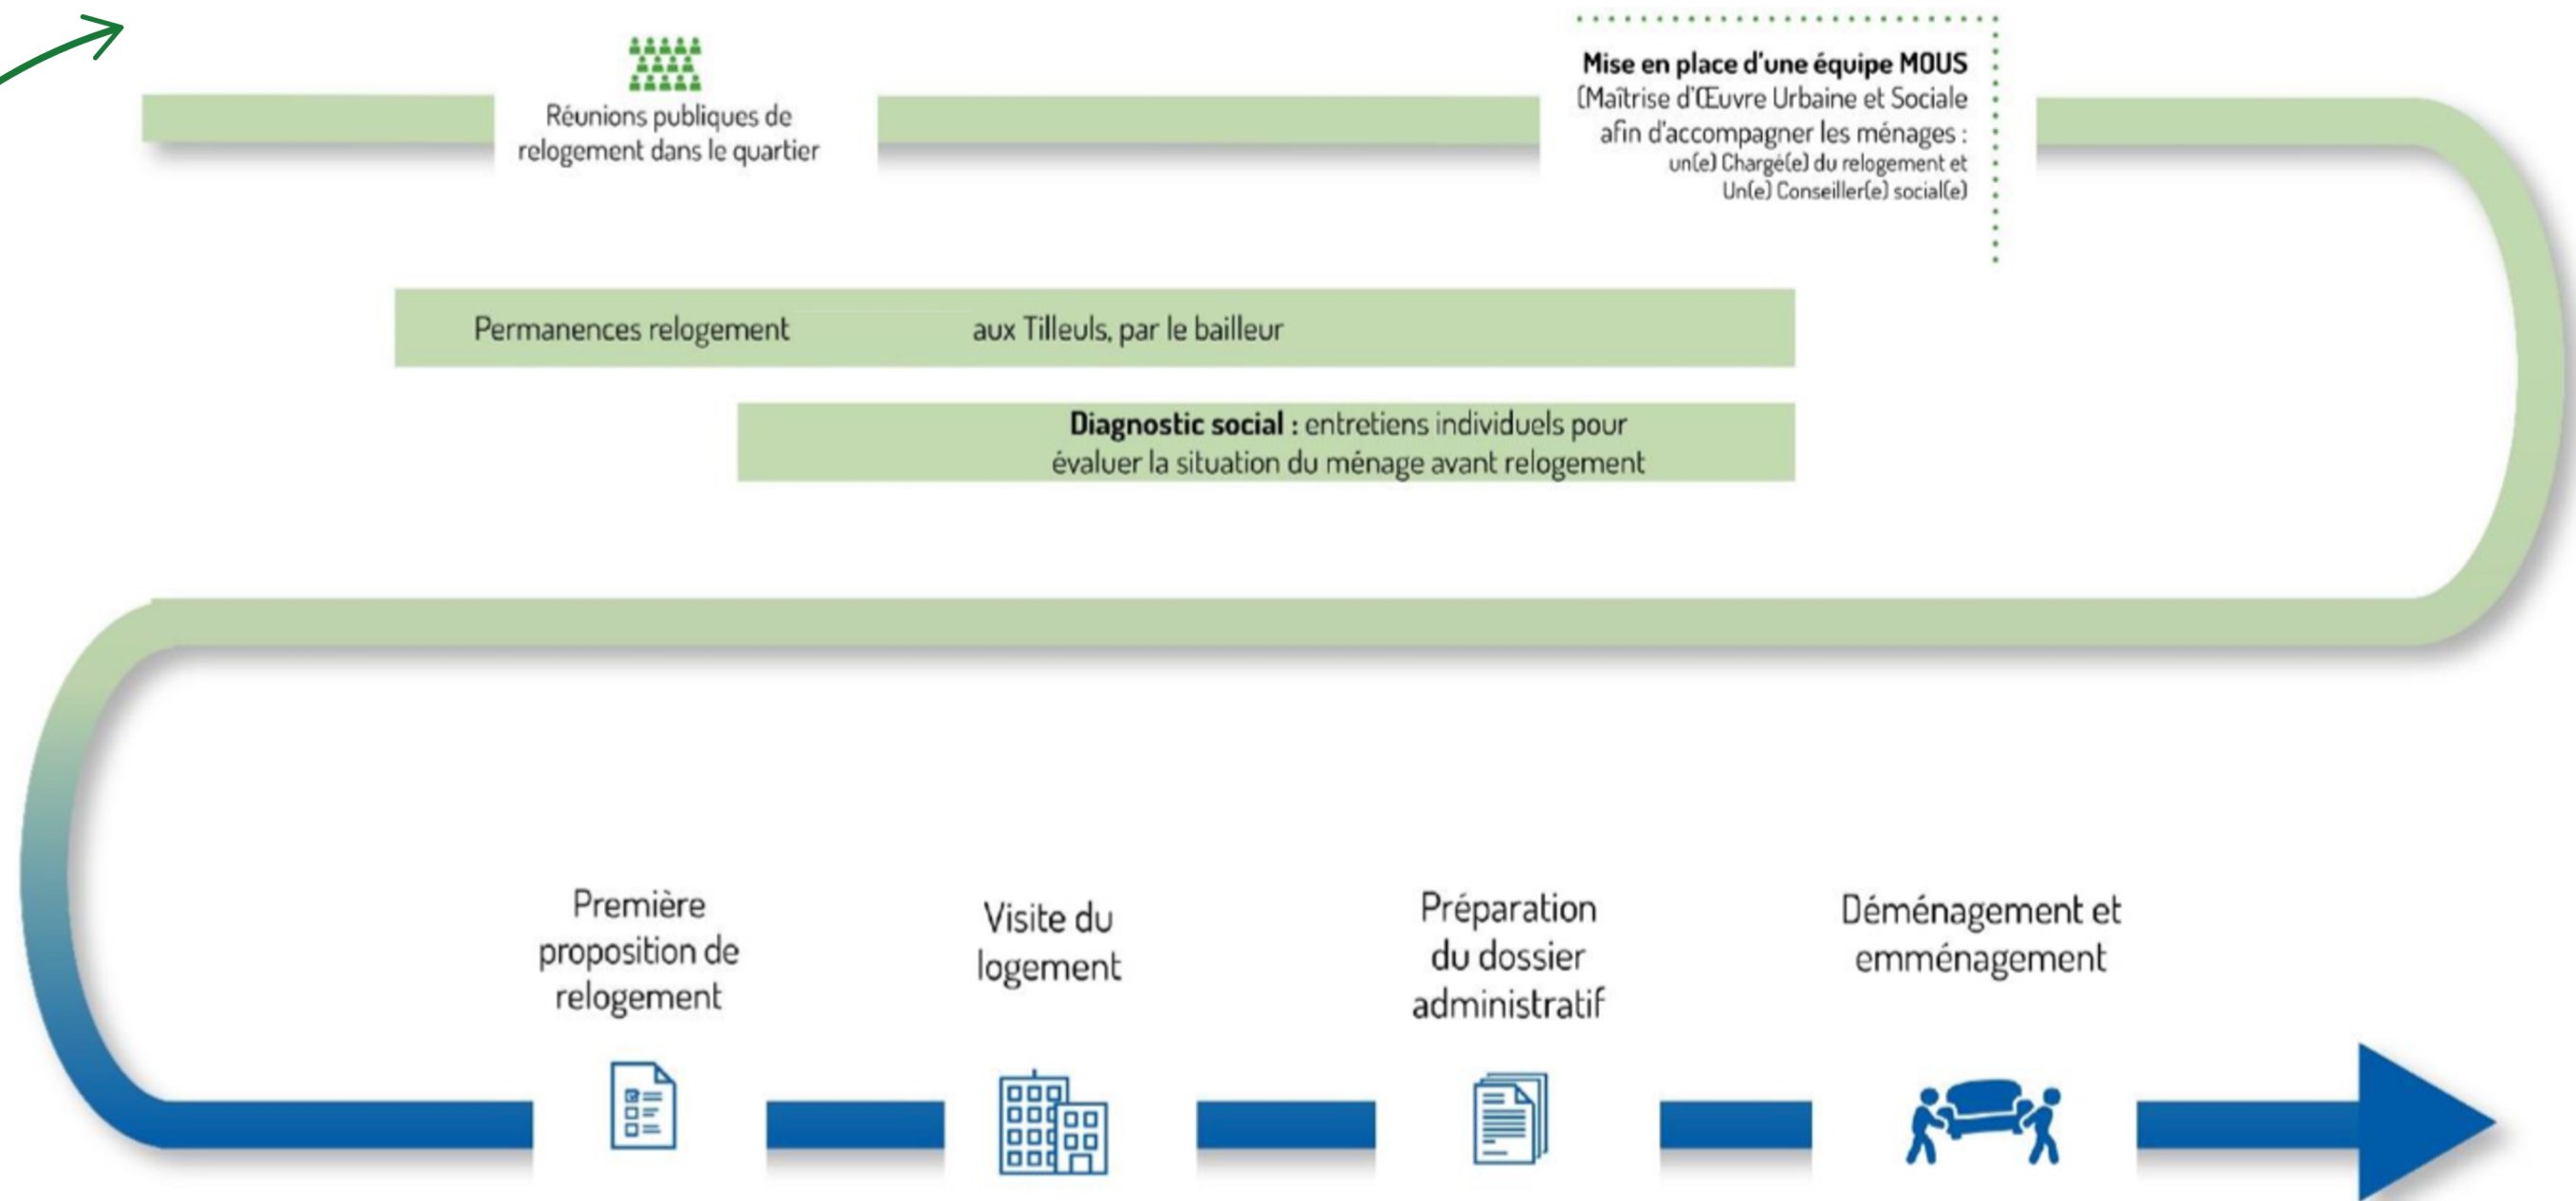 Réunions publiques de
relogement dans le quartier
Mise en place d'une équipe MOUS
(Maîtrise d'Œuvre Urbaine et Sociale
afin d'accompagner les ménages :
un(e) Chargé(e) du relogement et
Un(e) Conseiller(e) social(e)
Permanences relogement aux Tilleuls, par le bailleur
Diagnostic social : entretiens individuels pour
évaluer la situation du ménage avant relogement
Première
proposition de
relogement
Visite du
logement
Préparation
du dossier
administratif
Déménagement et
emménagement